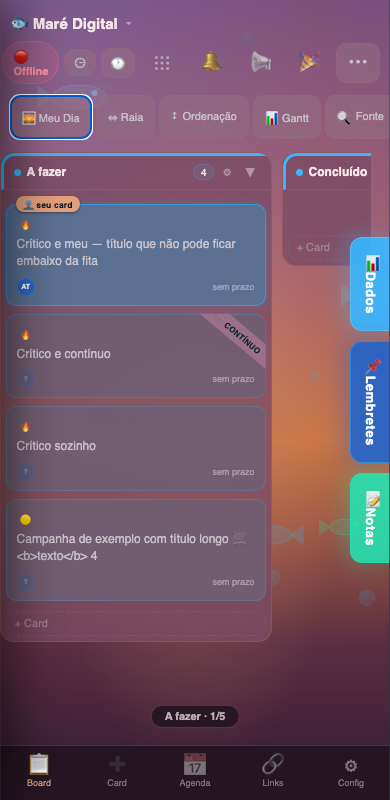 Maré Digital
Offline
Meu Dia
Raia
Ordenação
Gantt
Fonte
A fazer
4
Concluído
seu card
Crítico e meu — título que não pode ficar
embaixo da fita
AT
sem prazo
+ Card
CONTÍNUO
Crítico e contínuo
?
sem prazo
Crítico sozinho
?
sem prazo
Campanha de exemplo com título longo
<b>texto</b> 4
?
sem prazo
+ Card
Dados
Lembretes
Notas
A fazer · 1/5
Board
Card
17
Agenda
Links
Config